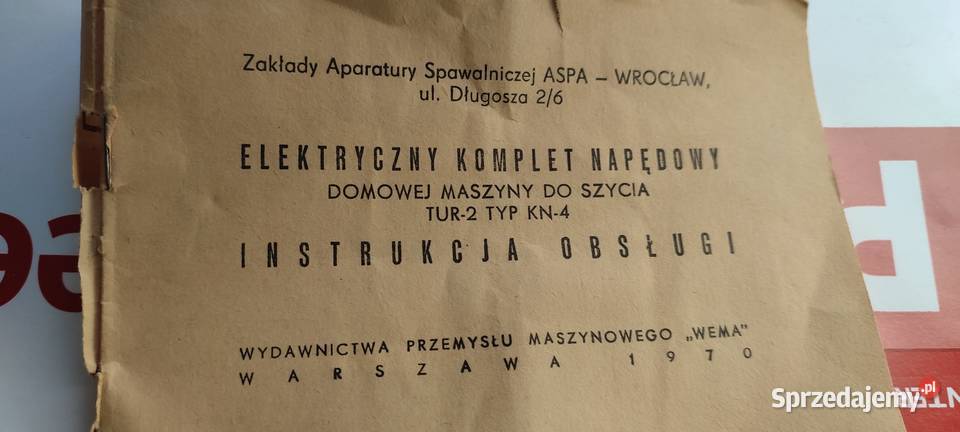 Zakłady Aparatury Spawalniczej ASPA – WROCŁAW,
ul. Długosza 2/6
ELEKTRYCZNY KOMPLET NAPĘDOWY
DOMOWEJ MASZYNY DO SZYCIA
TUR-2 TYP KN-4
INSTRUKCJA OBSŁUGI
WYDAWNICTWA PRZEMYSŁU MASZYNOWEGO „WEMA”
WARSZAWA 1970
Sprzedajemy.pl